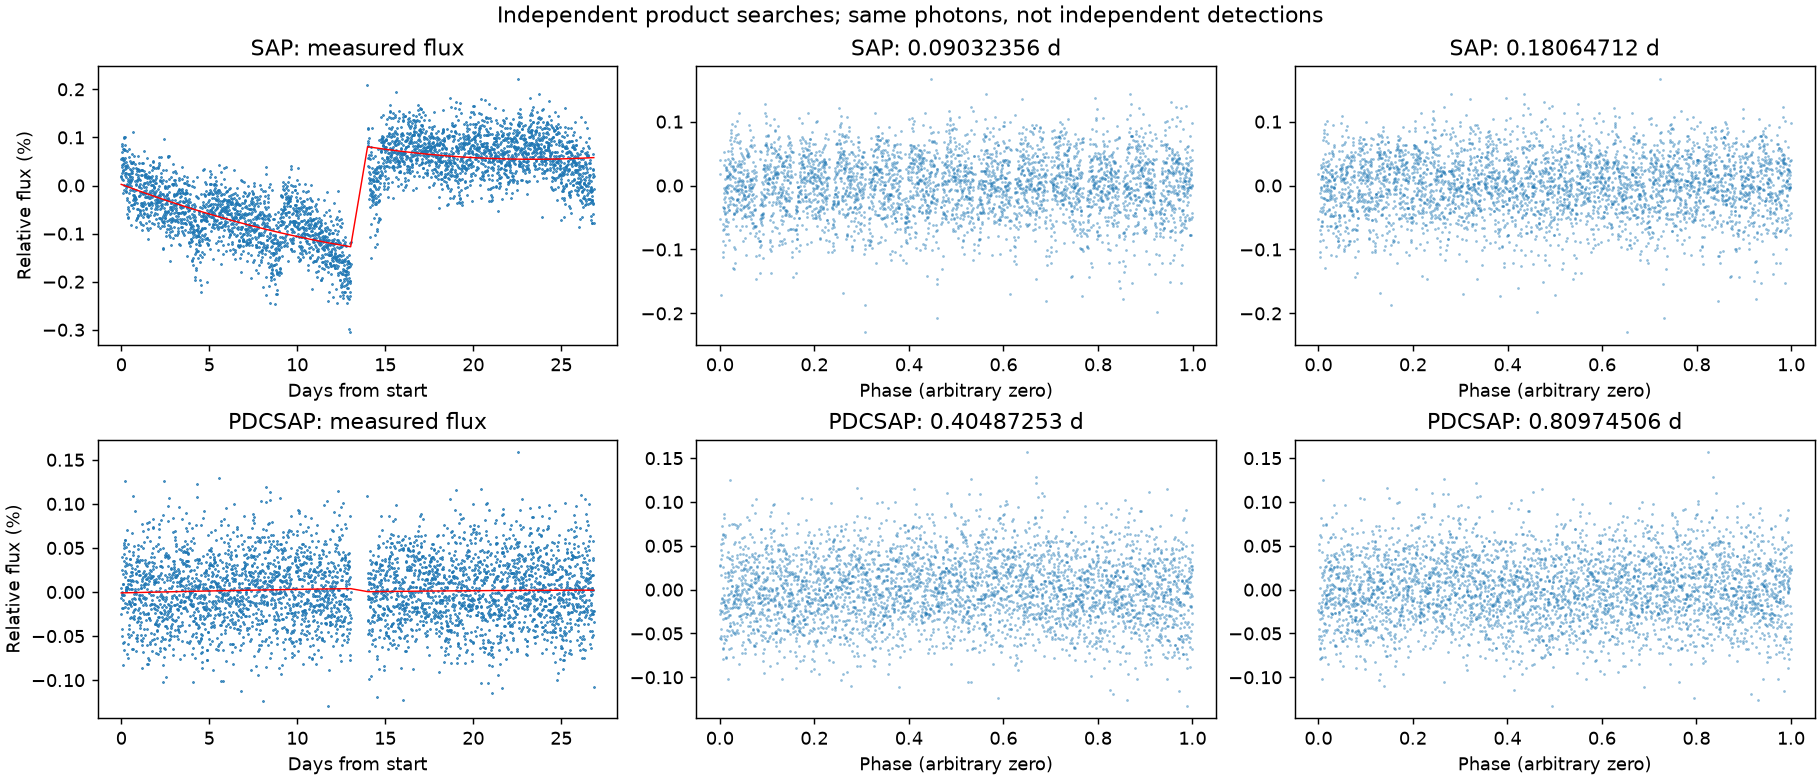 Independent product searches; same photons, not independent detections
SAP: measured flux
SAP: 0.09032356 d
SAP: 0.18064712 d
Relative flux (%)
0.2
0.1
0.0
−0.1
−0.2
−0.3
0 5 10 15 20 25
Days from start
0.1
0.0
−0.1
−0.2
0.0 0.2 0.4 0.6 0.8 1.0
Phase (arbitrary zero)
0.1
0.0
−0.1
−0.2
0.0 0.2 0.4 0.6 0.8 1.0
Phase (arbitrary zero)
PDCSAP: measured flux
PDCSAP: 0.40487253 d
PDCSAP: 0.80974506 d
Relative flux (%)
0.15
0.10
0.05
0.00
−0.05
−0.10
0 5 10 15 20 25
Days from start
0.15
0.10
0.05
0.00
−0.05
−0.10
0.0 0.2 0.4 0.6 0.8 1.0
Phase (arbitrary zero)
0.15
0.10
0.05
0.00
−0.05
−0.10
0.0 0.2 0.4 0.6 0.8 1.0
Phase (arbitrary zero)